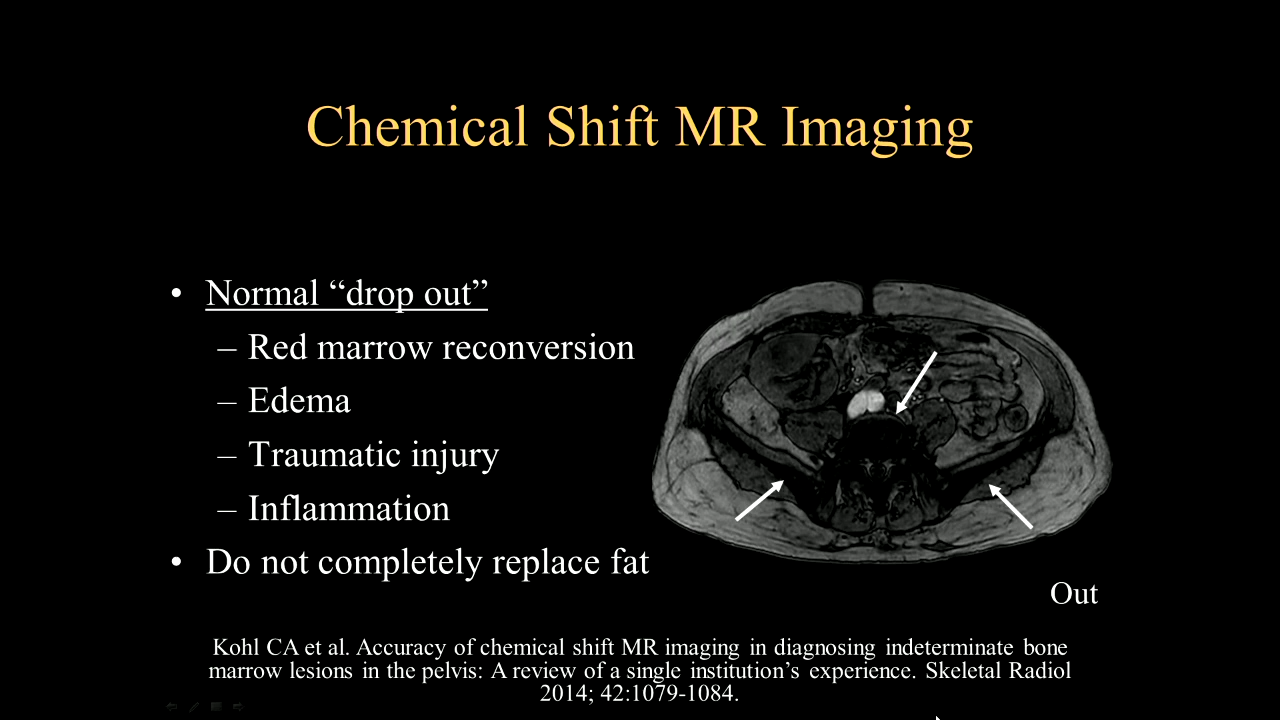 Chemical Shift MR Imaging
• Normal “drop out”
– Red marrow reconversion
– Edema
– Traumatic injury
– Inflammation
• Do not completely replace fat
Out
Kohl CA et al. Accuracy of chemical shift MR imaging in diagnosing indeterminate bone
marrow lesions in the pelvis: A review of a single institution’s experience. Skeletal Radiol
2014; 42:1079-1084.